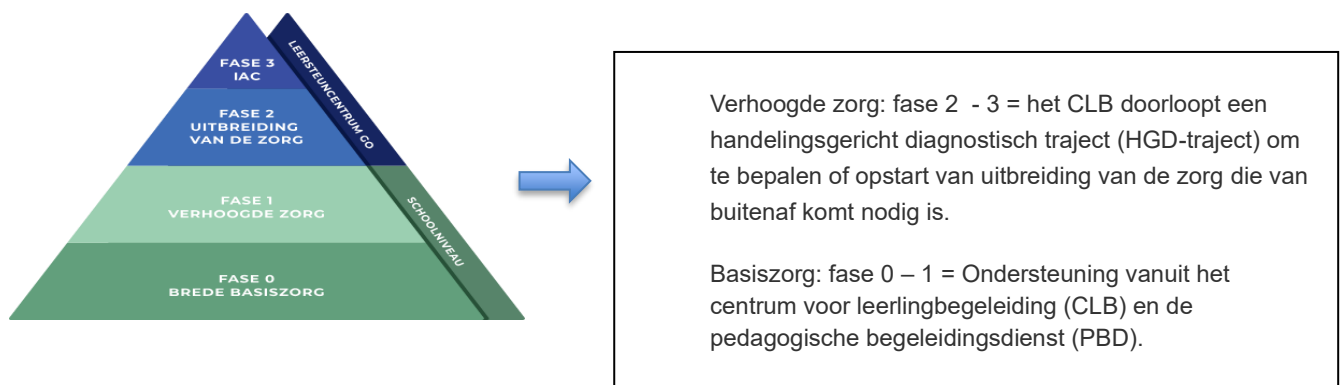 FASE 3
IAC
FASE 2
UITBREIDING
VAN DE ZORG
FASE 1
VERHOOGDE ZORG
FASE 0
BREDE BASISZORG
LEERSTEUNCENTRUM GO
SCHOOLNIVEAU
Verhoogde zorg: fase 2 - 3 = het CLB doorloopt een
handelingsgericht diagnostisch traject (HGD-traject) om
te bepalen of opstart van uitbreiding van de zorg die van
buitenaf komt nodig is.
Basiszorg: fase 0 – 1 = Ondersteuning vanuit het
centrum voor leerlingbegeleiding (CLB) en de
pedagogische begeleidingsdienst (PBD).